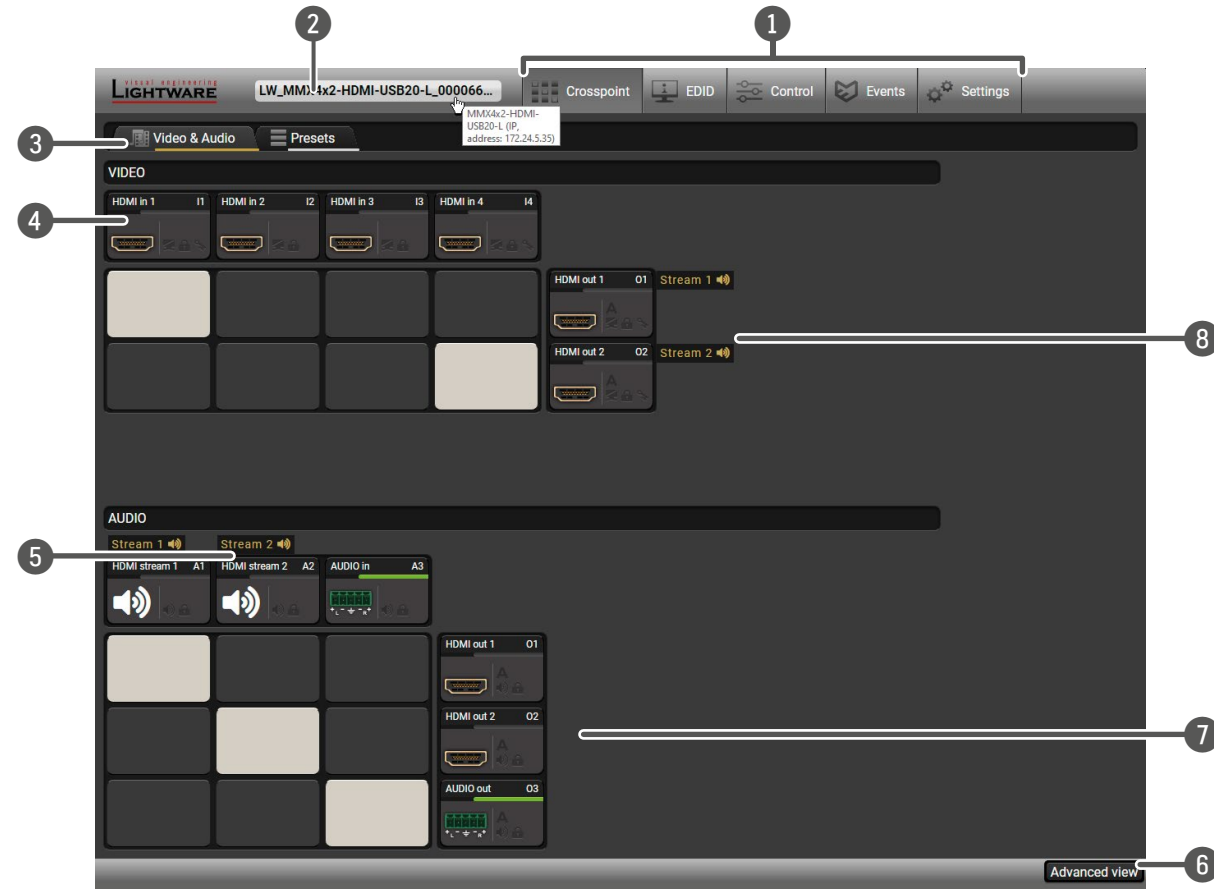 2
1
visual engineering
LIGHTWARE
LW_MMX4x2-HDMI-USB20-L_000066...
Crosspoint
EDID
Control
Events
Settings
MMX4x2-HDMI-
USB20-L (IP,
address: 172.24.5.35)
3
Video & Audio
Presets
VIDEO
HDMI in 1 I1
HDMI in 2 I2
HDMI in 3 I3
HDMI in 4 I4
4
HDMI out 1 O1
Stream 1
A
8
HDMI out 2 O2
Stream 2
A
AUDIO
Stream 1
Stream 2
5
HDMI stream 1 A1
HDMI stream 2 A2
AUDIO in A3
+L- ⏚ -R+
HDMI out 1 O1
A
HDMI out 2 O2
7
A
AUDIO out O3
A
+L- ⏚ -R+
6
Advanced view